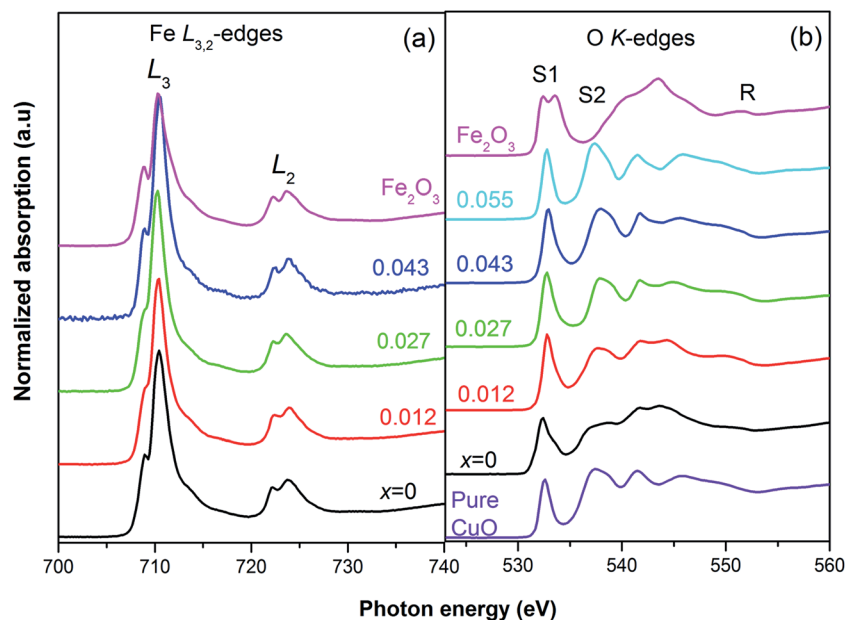 Fe L3,2-edges
(a)
L3
L2
Fe2O3
0.043
0.027
0.012
x=0
700 710 720 730 740
O K-edges
(b)
S1
S2
R
Fe2O3
0.055
0.043
0.027
0.012
x=0
Pure
CuO
530 540 550 560
Normalized absorption (a.u)
Photon energy (eV)